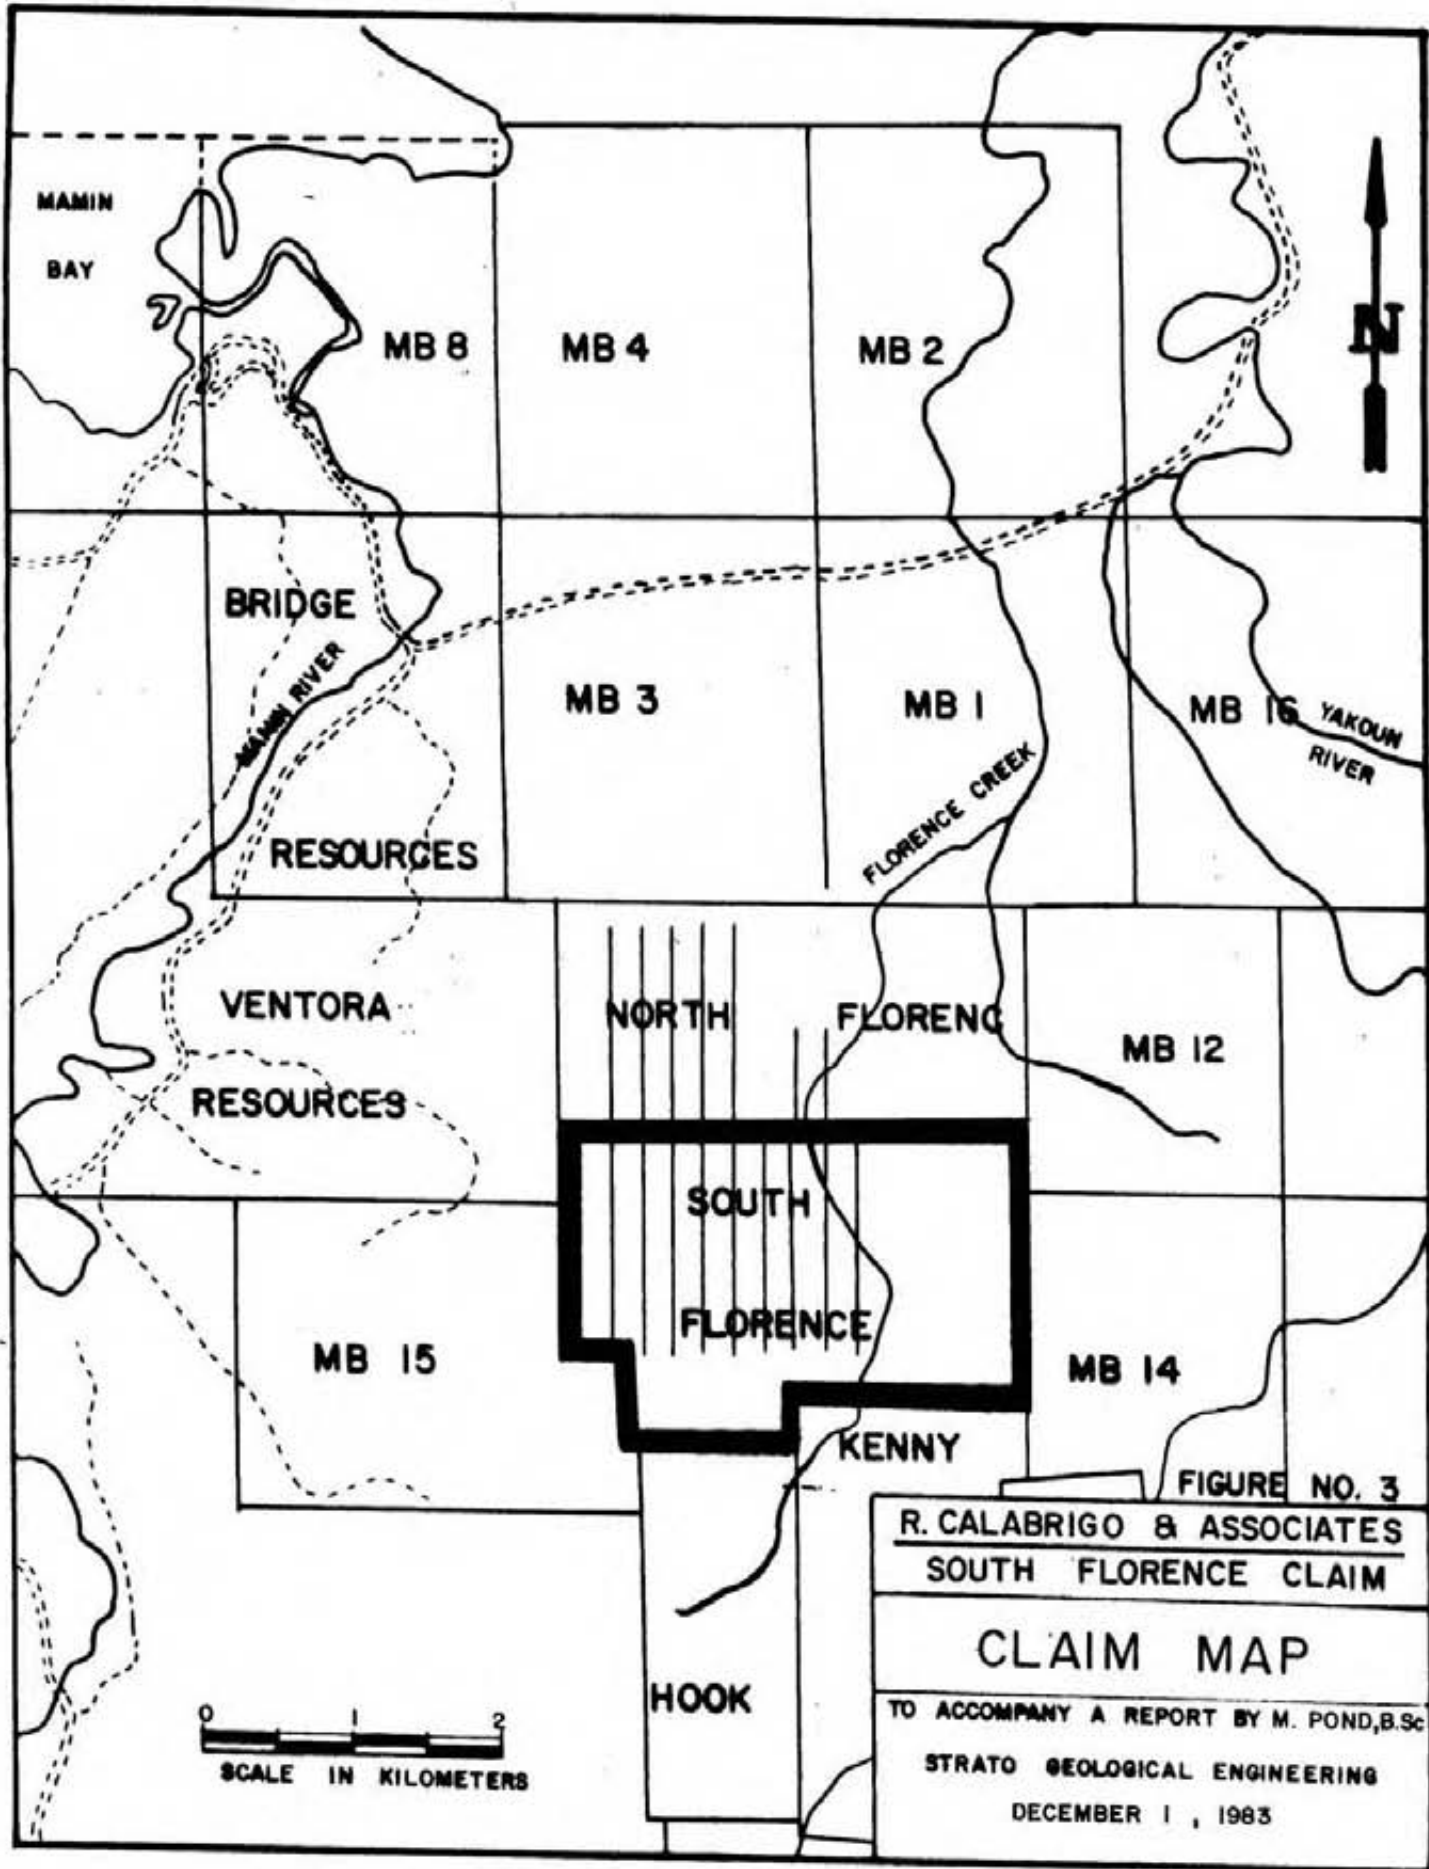 MAMIN
BAY
MB 8
MB 4
MB 2
N
BRIDGE
MAMIN RIVER
RESOURCES
MB 3
MB 1
MB 16
YAKOUN
RIVER
FLORENCE CREEK
VENTORA
RESOURCES
NORTH FLORENC
MB 12
SOUTH
FLORENCE
MB 15
MB 14
KENNY
HOOK
0 1 2
SCALE IN KILOMETERS
FIGURE NO. 3
R. CALABRIGO & ASSOCIATES
SOUTH FLORENCE CLAIM
CLAIM MAP
TO ACCOMPANY A REPORT BY M. POND, B.Sc
STRATO GEOLOGICAL ENGINEERING
DECEMBER 1, 1983